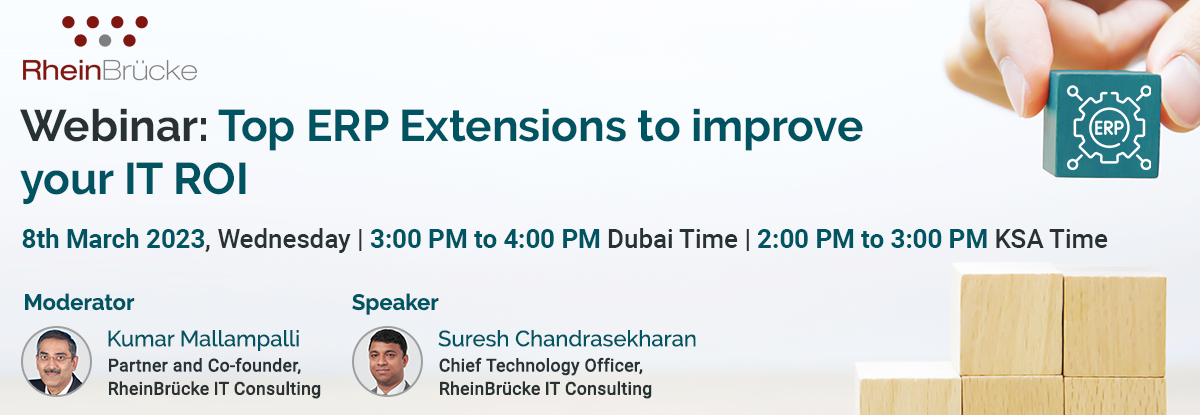 RheinBrücke
Webinar: Top ERP Extensions to improve
your IT ROI
ERP
8th March 2023, Wednesday | 3:00 PM to 4:00 PM Dubai Time | 2:00 PM to 3:00 PM KSA Time
Moderator
Kumar Mallampalli
Partner and Co-founder,
RheinBrücke IT Consulting
Speaker
Suresh Chandrasekharan
Chief Technology Officer,
RheinBrücke IT Consulting